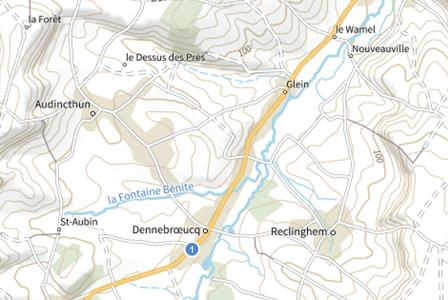 la Forêt
le Wamel
Nouveauville
le Dessus des Prés
100
Glein
Audincthun
100
la Fontaine Bénite
St-Aubin
Dennebrœucq
Reclinghem
1